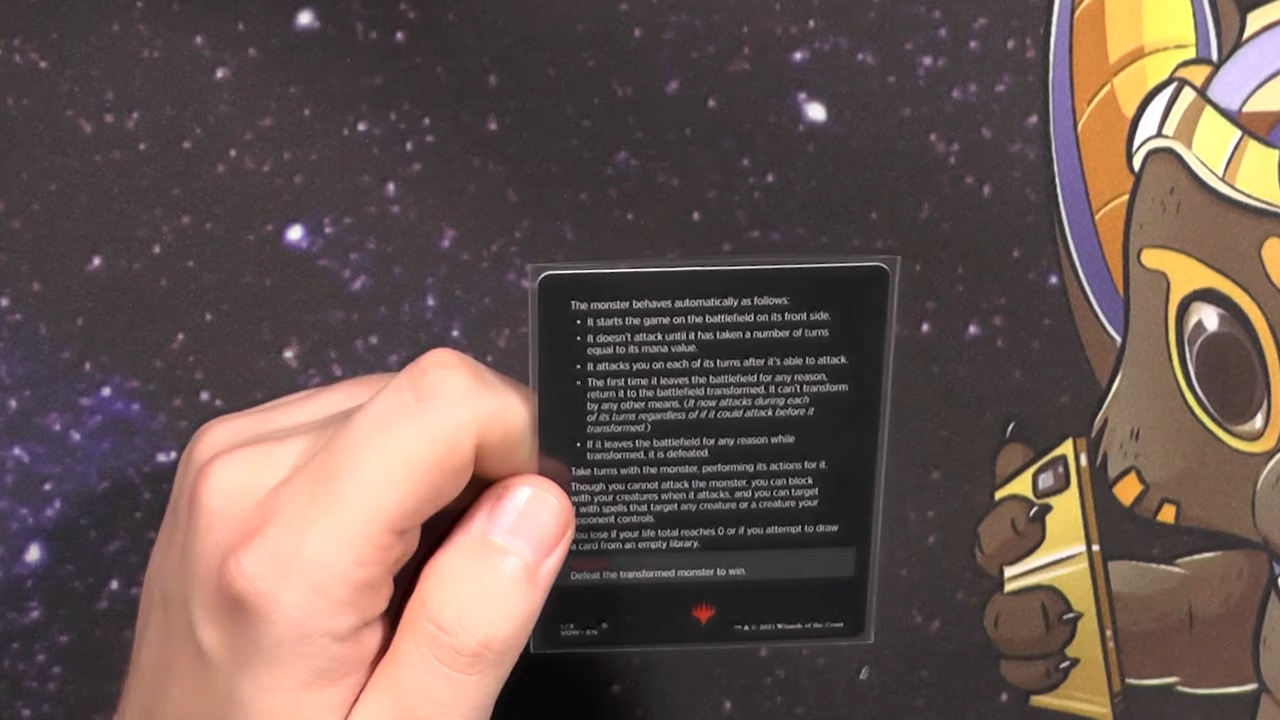 The monster behaves automatically as follows:
• It starts the game on the battlefield on its front side.
• It doesn't attack until it has taken a number of turns
equal to its mana value.
• It attacks you on each of its turns after it's able to attack.
• The first time it leaves the battlefield for any reason,
return it to the battlefield transformed. It can't transform
by any other means. (It now attacks during each
of its turns regardless of if it could attack before it
transformed.)
• If it leaves the battlefield for any reason while
transformed, it is defeated.
Take turns with the monster, performing its actions for it.
Though you cannot attack the monster, you can block
with your creatures when it attacks, and you can target
with spells that target any creature or a creature your
opponent controls.
You lose if your life total reaches 0 or if you attempt to draw
a card from an empty library.
Defeat the transformed monster to win.
VOW • EN
™ & © 2021 Wizards of the Coast